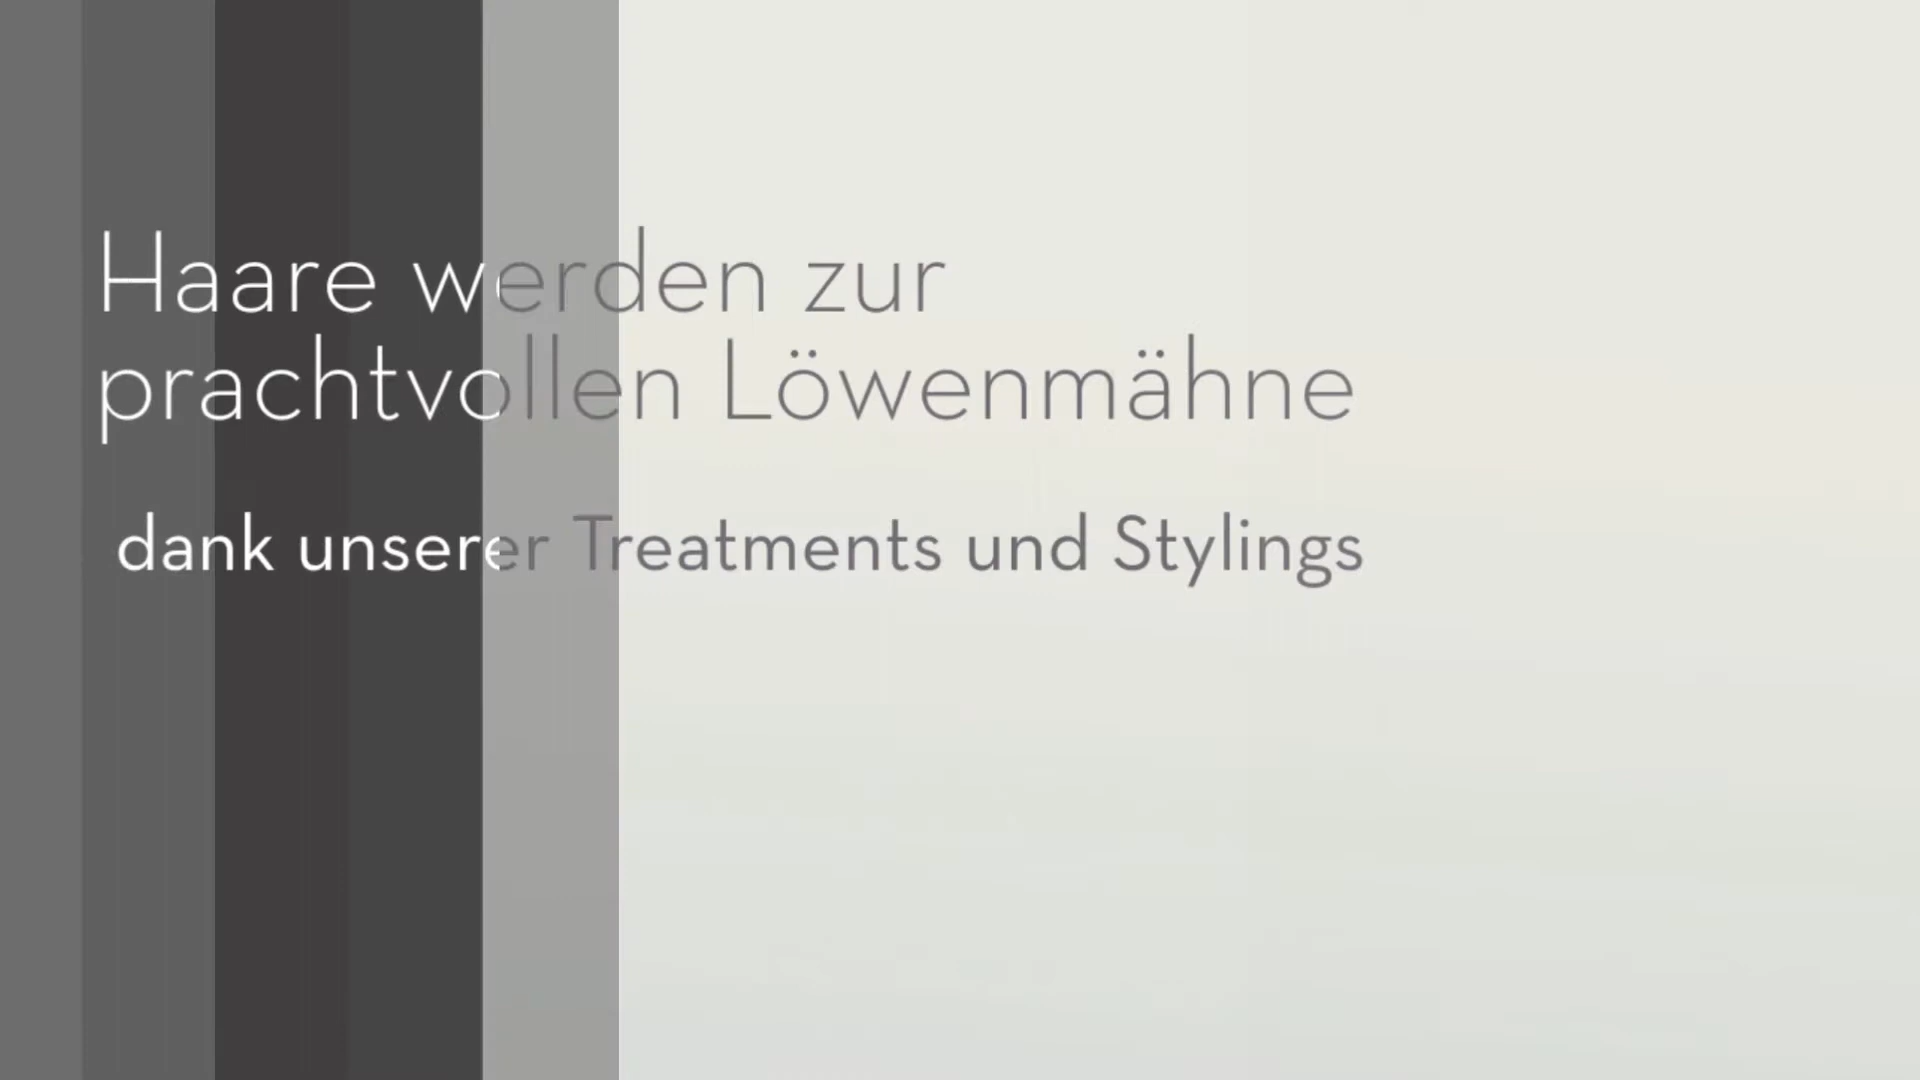 Haare werden zur
prachtvollen Löwenmähne
dank unserer Treatments und Stylings